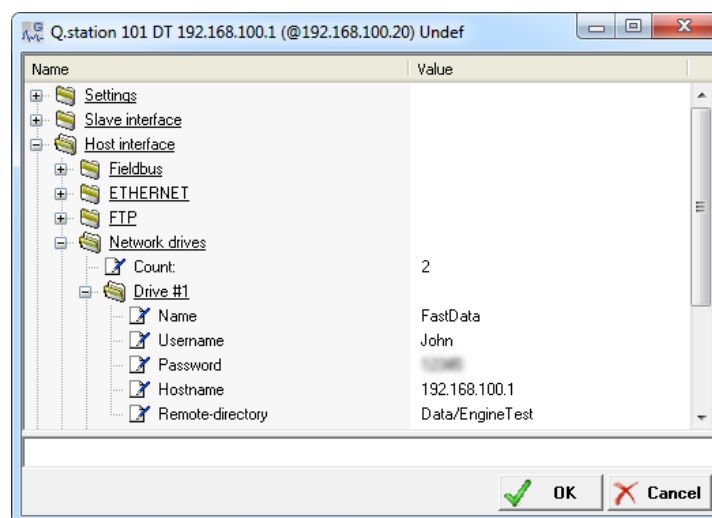 Q.station 101 DT 192.168.100.1 (@192.168.100.20) Undef
Name Value
Settings
Slave interface
Host interface
Fieldbus
ETHERNET
FTP
Network drives
Count: 2
Drive #1
Name FastData
Username John
Password
Hostname 192.168.100.1
Remote-directory Data/EngineTest
OK Cancel